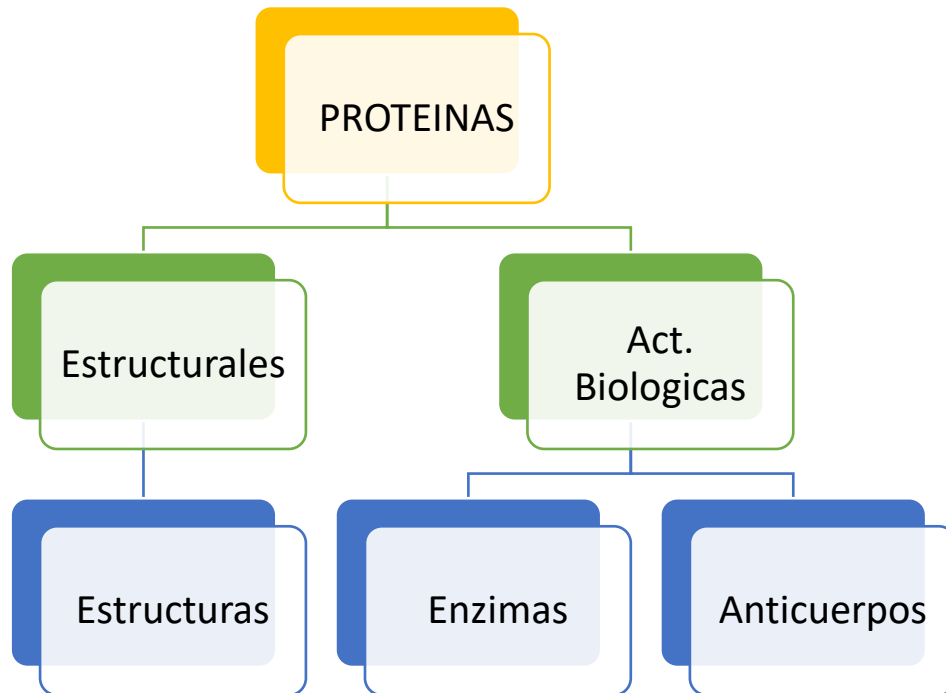 PROTEINAS
Estructurales
Act.
Biologicas
Estructuras
Enzimas
Anticuerpos